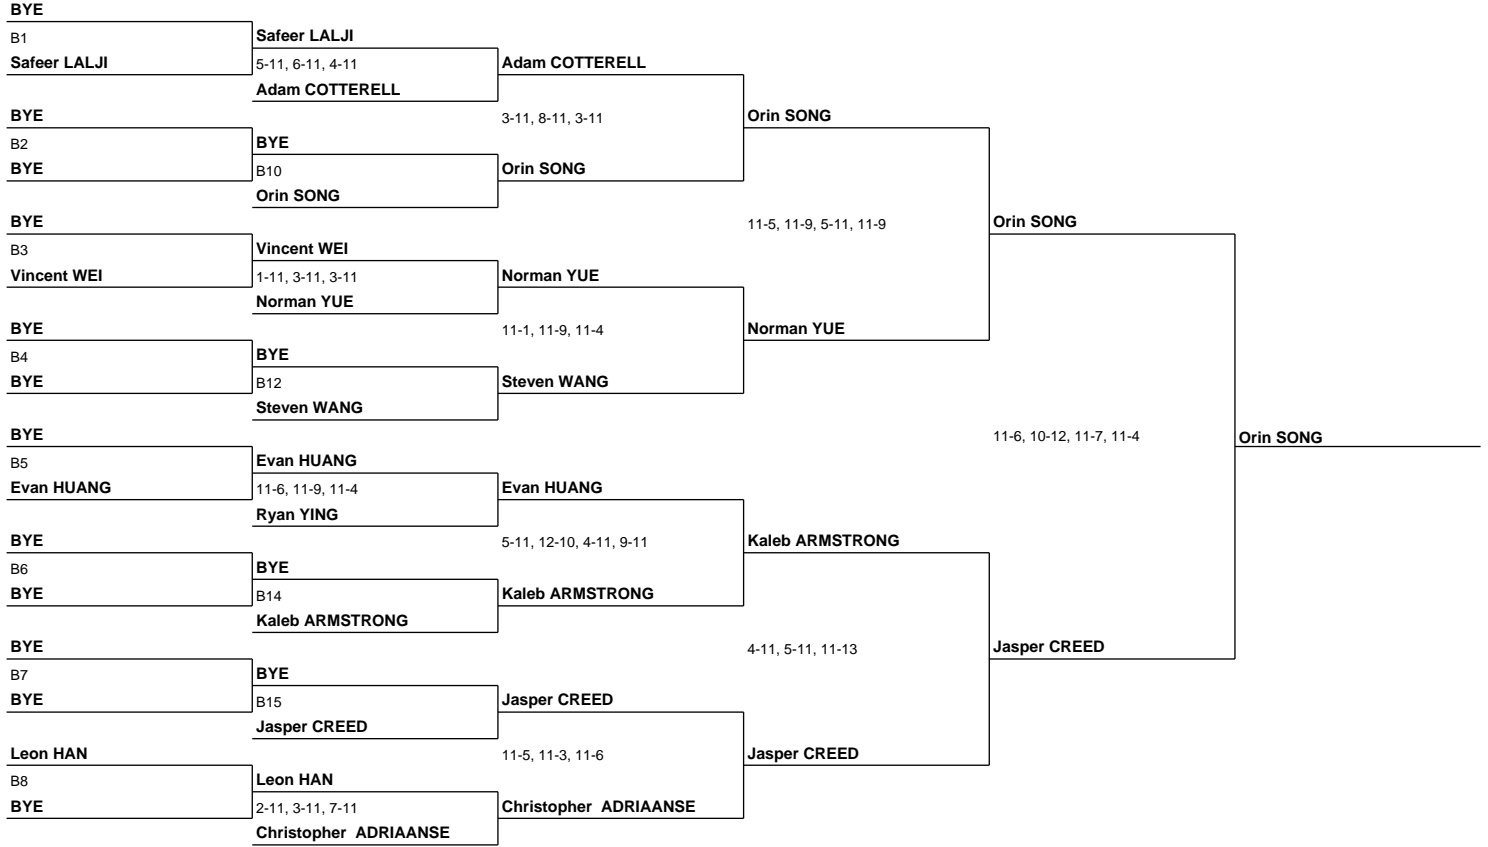 BYE
B1
Safeer LALJI
BYE
B2
BYE
BYE
B3
Vincent WEI
BYE
B4
BYE
BYE
B5
Evan HUANG
BYE
B6
BYE
BYE
B7
BYE
Leon HAN
B8
BYE
Safeer LALJI
5-11, 6-11, 4-11
Adam COTTERELL
BYE
B10
Orin SONG
Vincent WEI
1-11, 3-11, 3-11
Norman YUE
BYE
B12
Steven WANG
Evan HUANG
11-6, 11-9, 11-4
Ryan YING
BYE
B14
Kaleb ARMSTRONG
BYE
B15
Jasper CREED
Leon HAN
2-11, 3-11, 7-11
Christopher  ADRIAANSE
Adam COTTERELL
3-11, 8-11, 3-11
Orin SONG
Norman YUE
11-1, 11-9, 11-4
Steven WANG
Evan HUANG
5-11, 12-10, 4-11, 9-11
Kaleb ARMSTRONG
Jasper CREED
11-5, 11-3, 11-6
Christopher  ADRIAANSE
Orin SONG
11-5, 11-9, 5-11, 11-9
Norman YUE
Kaleb ARMSTRONG
4-11, 5-11, 11-13
Jasper CREED
Orin SONG
11-6, 10-12, 11-7, 11-4
Jasper CREED
Orin SONG